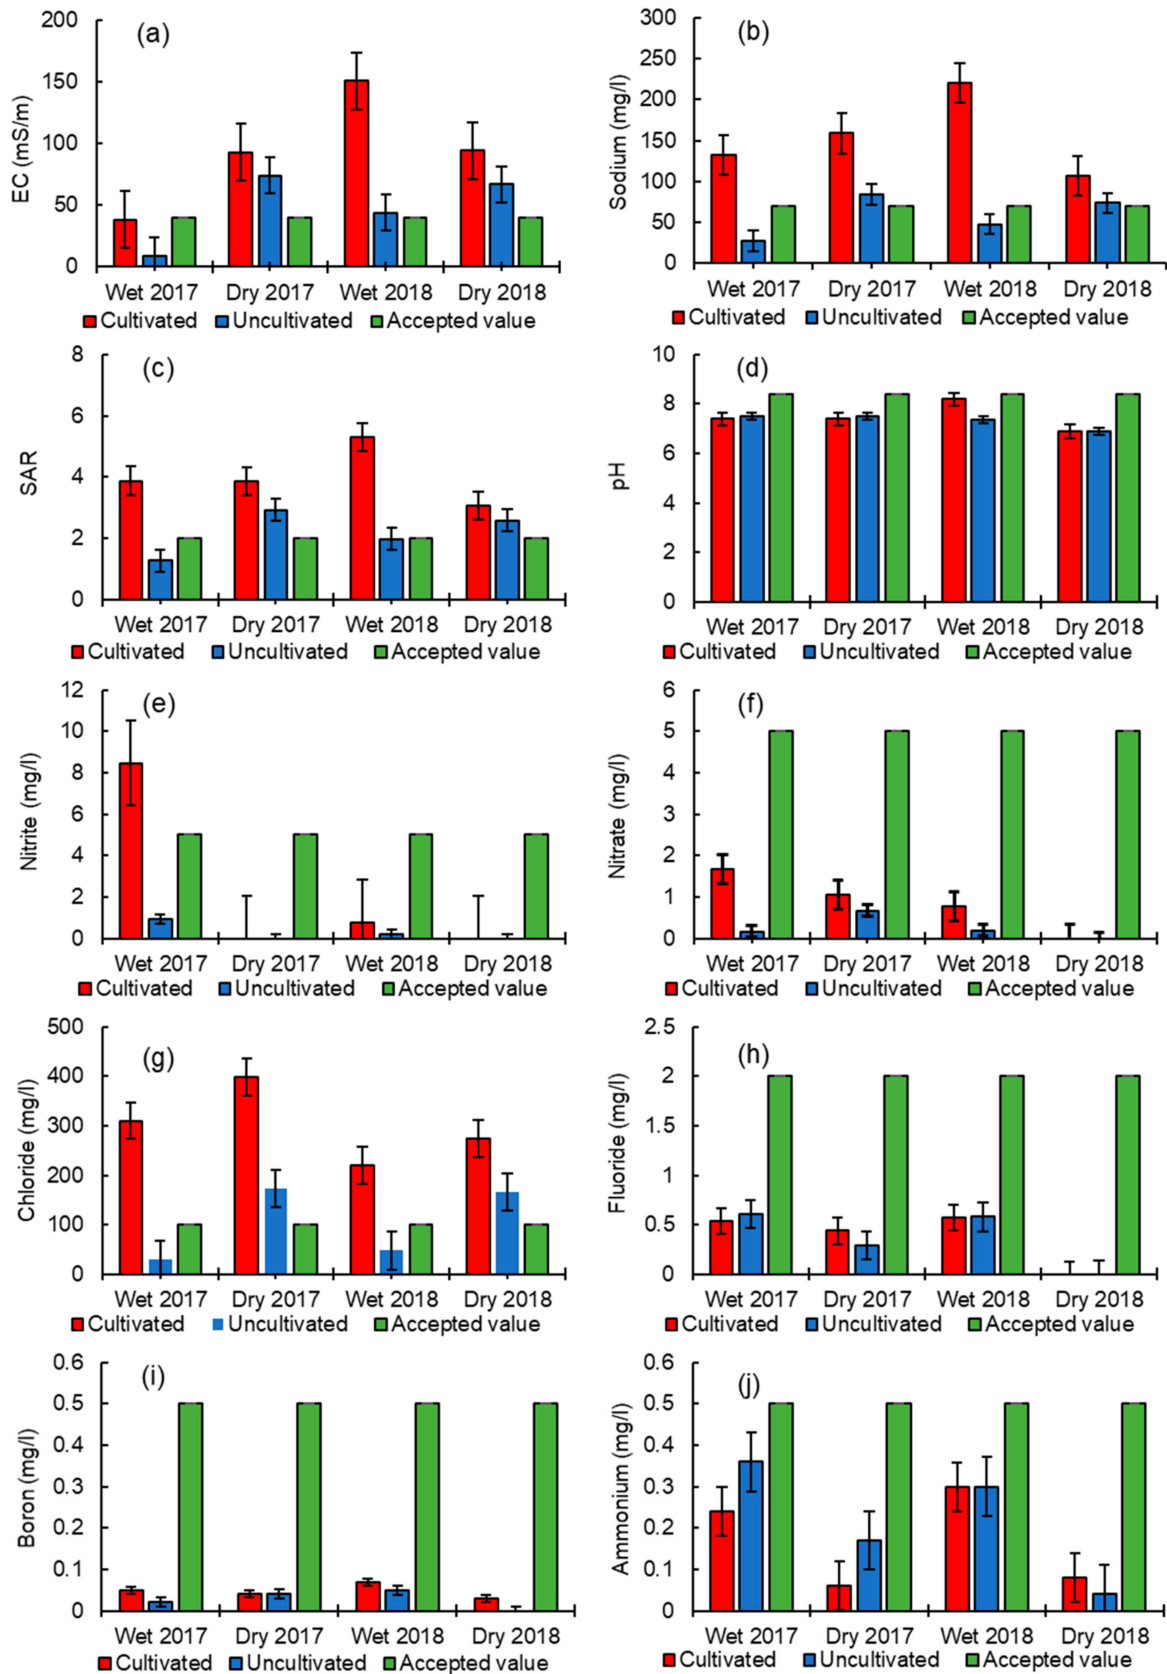 (a)
EC (mS/m)
200
150
100
50
0
Wet 2017 Dry 2017 Wet 2018 Dry 2018
Cultivated Uncultivated Accepted value
(b)
Sodium (mg/l)
300
250
200
150
100
50
0
Wet 2017 Dry 2017 Wet 2018 Dry 2018
Cultivated Uncultivated Accepted value
(c)
SAR
8
6
4
2
0
Wet 2017 Dry 2017 Wet 2018 Dry 2018
Cultivated Uncultivated Accepted value
(d)
pH
10
8
6
4
2
0
Wet 2017 Dry 2017 Wet 2018 Dry 2018
Cultivated Uncultivated Accepted value
(e)
Nitrite (mg/l)
12
10
8
6
4
2
0
Wet 2017 Dry 2017 Wet 2018 Dry 2018
Cultivated Uncultivated Accepted value
(f)
Nitrate (mg/l)
6
5
4
3
2
1
0
Wet 2017 Dry 2017 Wet 2018 Dry 2018
Cultivated Uncultivated Accepted value
(g)
Chloride (mg/l)
500
400
300
200
100
0
Wet 2017 Dry 2017 Wet 2018 Dry 2018
Cultivated Uncultivated Accepted value
(h)
Fluoride (mg/l)
2.5
2
1.5
1
0.5
0
Wet 2017 Dry 2017 Wet 2018 Dry 2018
Cultivated Uncultivated Accepted value
(i)
Boron (mg/l)
0.6
0.5
0.4
0.3
0.2
0.1
0
Wet 2017 Dry 2017 Wet 2018 Dry 2018
Cultivated Uncultivated Accepted value
(j)
Ammonium (mg/l)
0.6
0.5
0.4
0.3
0.2
0.1
0
Wet 2017 Dry 2017 Wet 2018 Dry 2018
Cultivated Uncultivated Accepted value